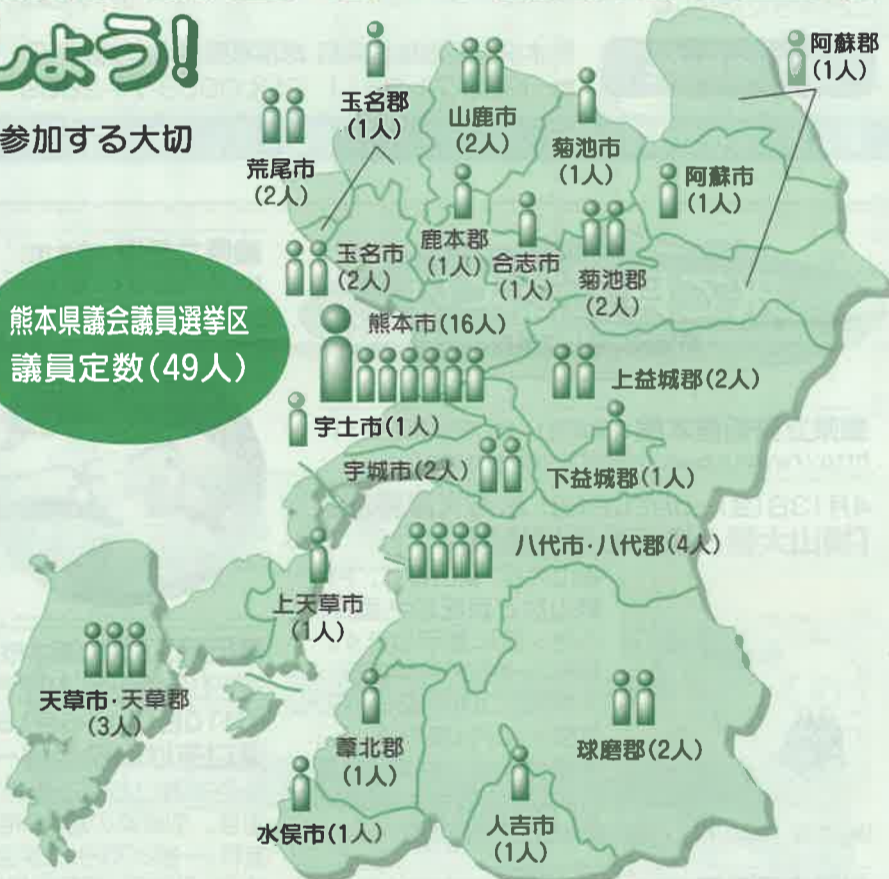 しよう!
参加する大切
熊本県議会議員選挙区
議員定数(49人)
荒尾市
(2人)
玉名郡
(1人)
山鹿市
(2人)
菊池市
(1人)
阿蘇郡
(1人)
阿蘇市
(1人)
玉名市
(2人)
鹿本郡
(1人)
合志市
(1人)
菊池郡
(2人)
熊本市(16人)
上益城郡(2人)
宇土市(1人)
宇城市(2人)
下益城郡(1人)
八代市・八代郡(4人)
上天草市
(1人)
天草市・天草郡
(3人)
葦北郡
(1人)
球磨郡(2人)
水俣市(1人)
人吉市
(1人)